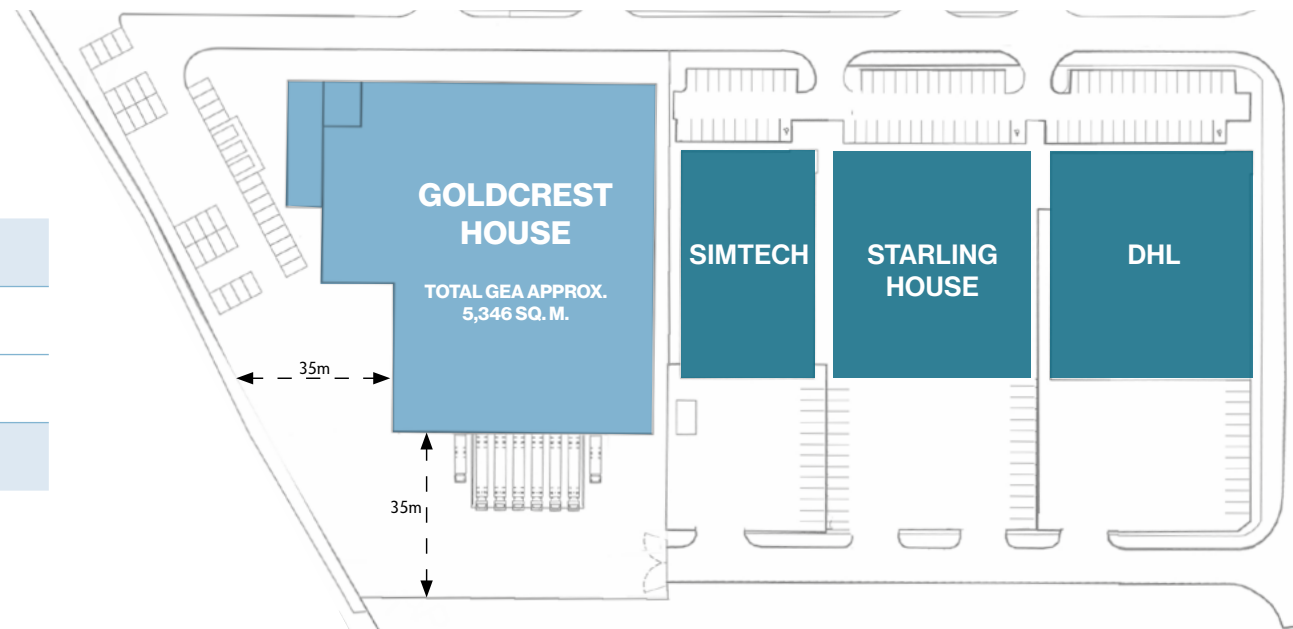 GOLDCREST
HOUSE
TOTAL GEA APPROX.
5,346 SQ. M.
SIMTECH
STARLING
HOUSE
DHL
35m
35m